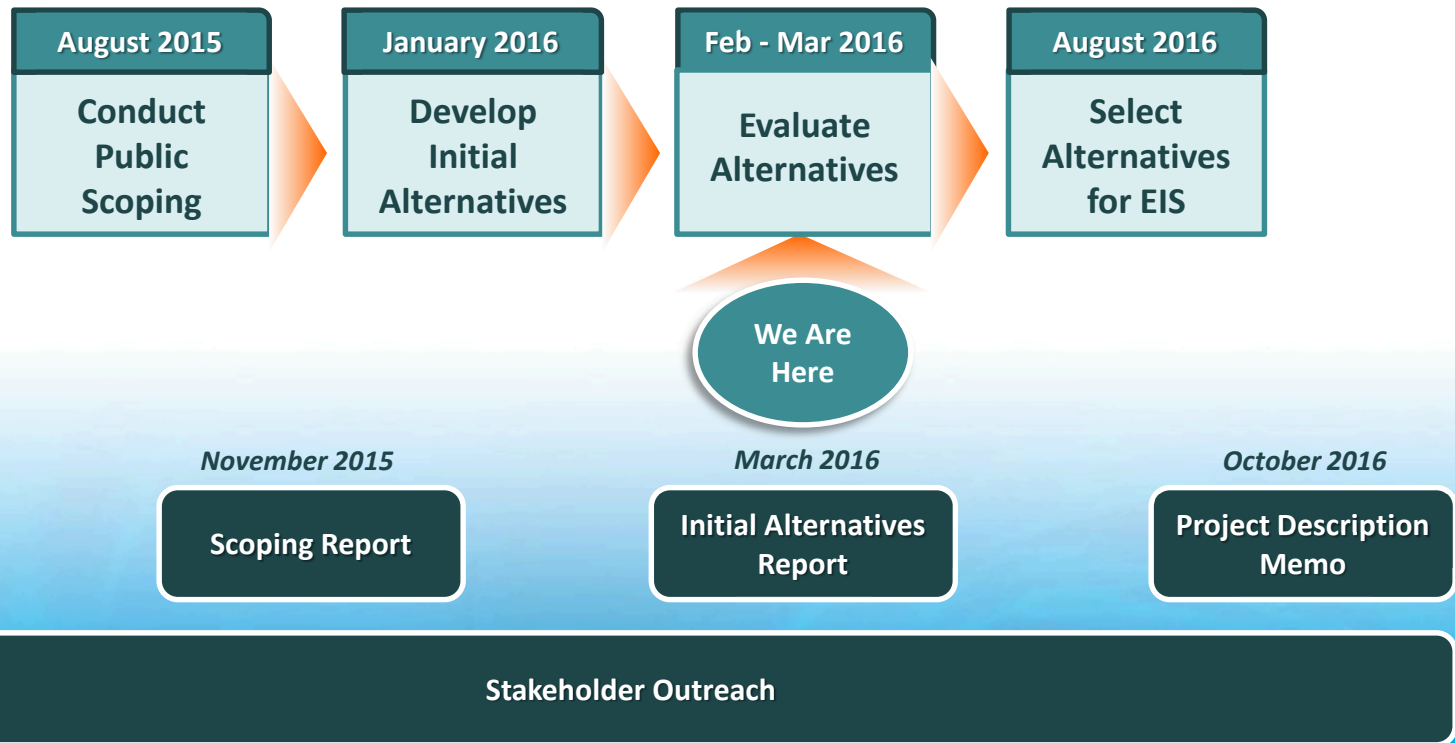 August 2015
Conduct
Public
Scoping
January 2016
Develop
Initial
Alternatives
Feb - Mar 2016
Evaluate
Alternatives
August 2016
Select
Alternatives
for EIS
We Are
Here
November 2015
Scoping Report
March 2016
Initial Alternatives
Report
October 2016
Project Description
Memo
Stakeholder Outreach